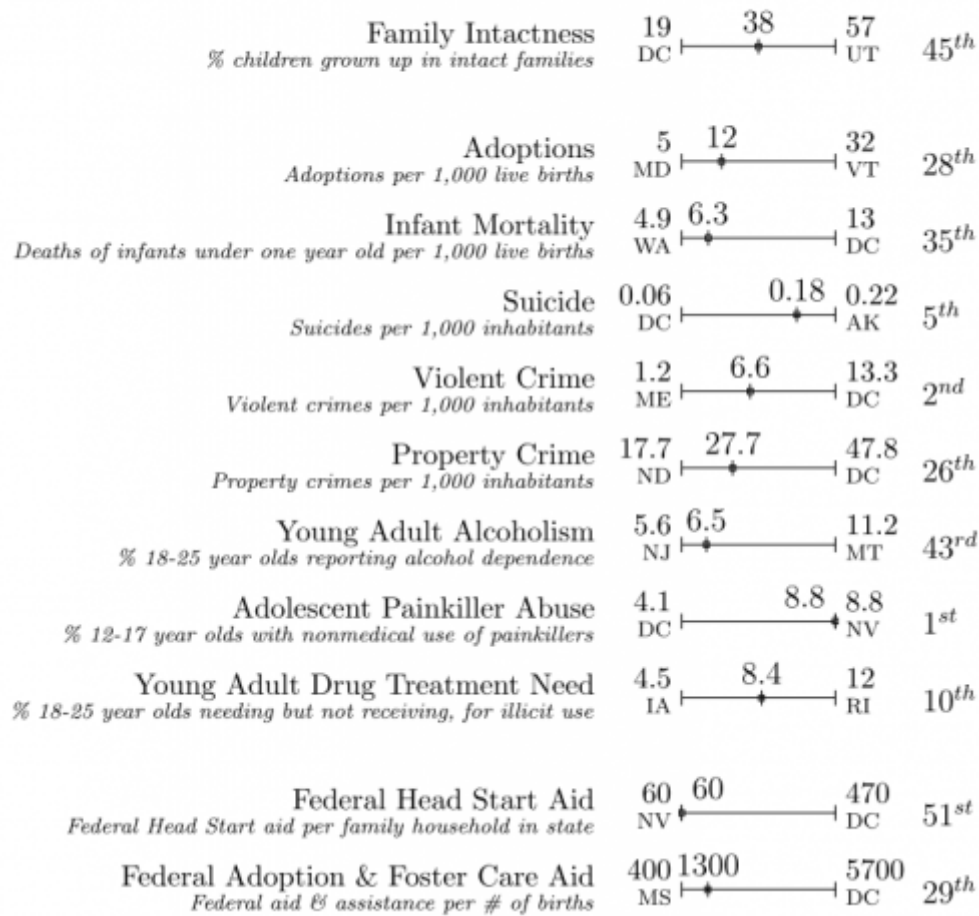 Family Intactness 19 38 57 45th
% children grown up in intact families DC UT
Adoptions 5 12 32 28th
Adoptions per 1,000 live births MD VT
Infant Mortality 4.9 6.3 13 35th
Deaths of infants under one year old per 1,000 live births WA DC
Suicide 0.06 0.18 0.22 5th
Suicides per 1,000 inhabitants DC AK
Violent Crime 1.2 6.6 13.3 2nd
Violent crimes per 1,000 inhabitants ME DC
Property Crime 17.7 27.7 47.8 26th
Property crimes per 1,000 inhabitants ND DC
Young Adult Alcoholism 5.6 6.5 11.2 43rd
% 18-25 year olds reporting alcohol dependence NJ MT
Adolescent Painkiller Abuse 4.1 8.8 8.8 1st
% 12-17 year olds with nonmedical use of painkillers DC NV
Young Adult Drug Treatment Need 4.5 8.4 12 10th
% 18-25 year olds needing but not receiving, for illicit use IA RI
Federal Head Start Aid 60 60 470 51st
Federal Head Start aid per family household in state NV DC
Federal Adoption & Foster Care Aid 400 1300 5700 29th
Federal aid & assistance per # of births MS DC